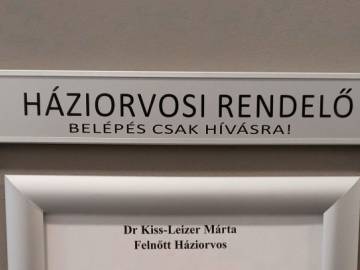 HÁZIORVOSI RENDELŐ
BELÉPÉS CSAK HÍVÁSRA!
Dr Kiss-Leizer Márta
Felnőtt Háziorvos